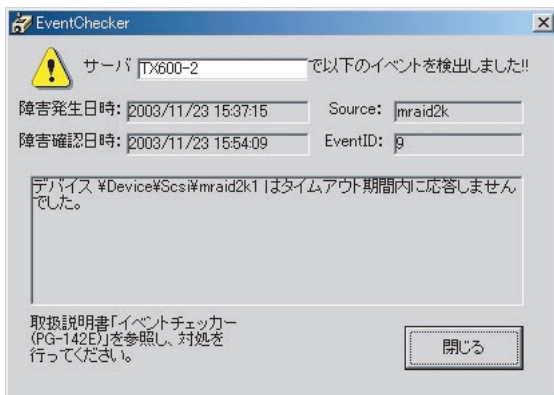 EventChecker
サーバ TX600-2 で以下のイベントを検出しました!!
障害発生日時: 2003/11/23 15:37:15 Source: mraid2k
障害確認日時: 2003/11/23 15:54:09 EventID: 9
デバイス ¥Device¥Scsi¥mraid2k1 はタイムアウト期間内に応答しません
でした。
取扱説明書「イベントチェッカー
(PG-142E)」を参照し、対処を
行ってください。
閉じる